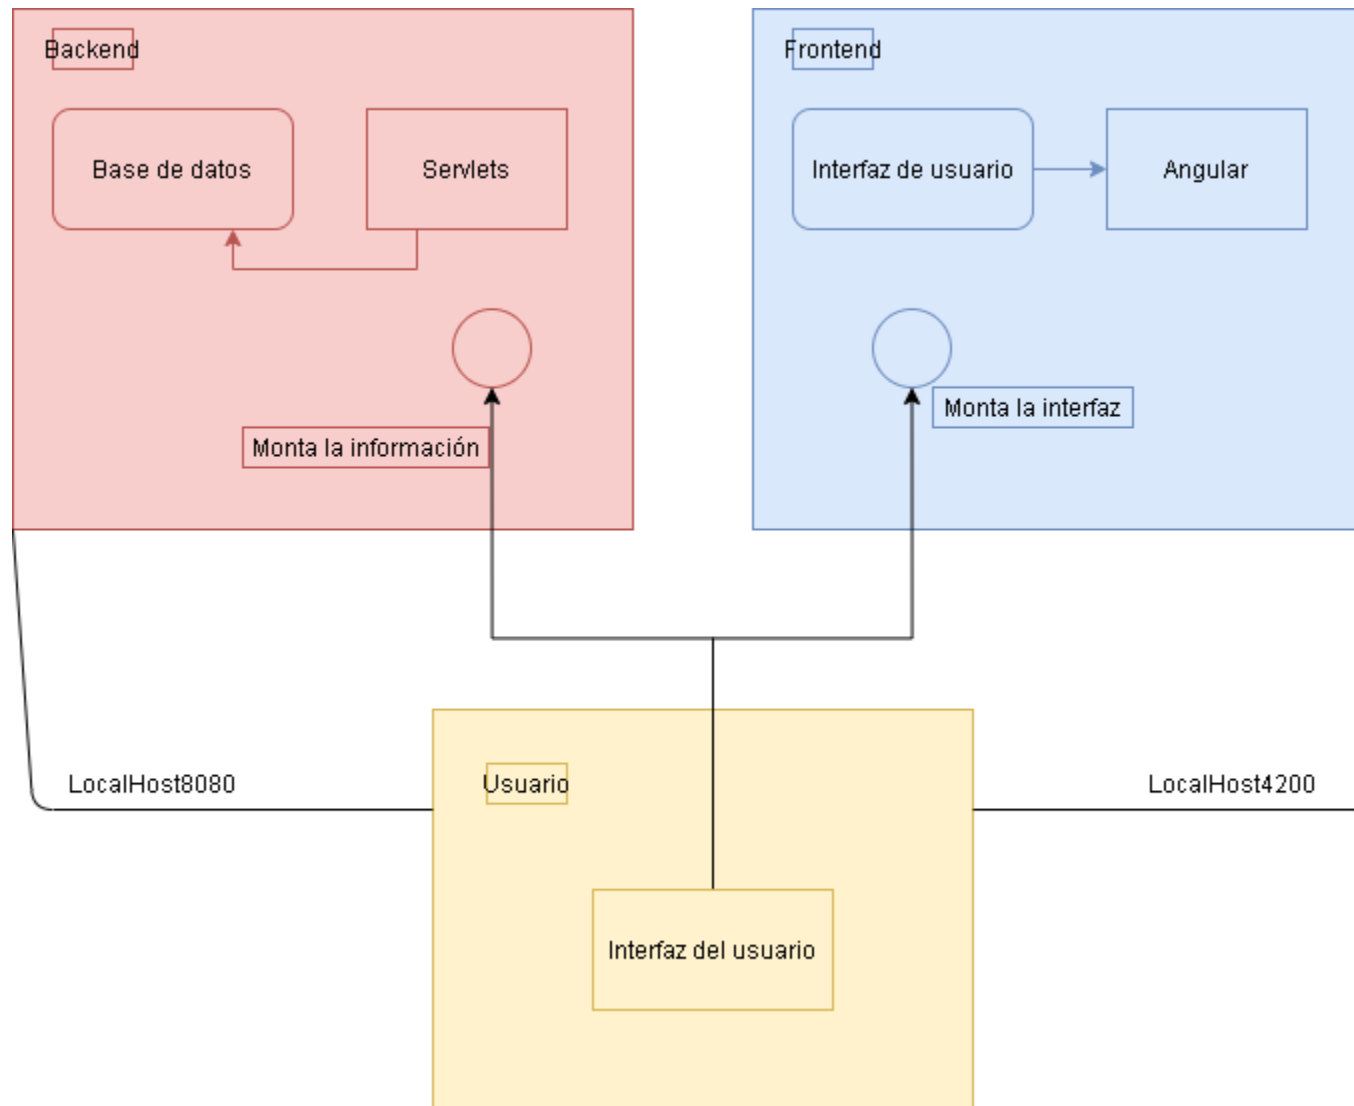 Backend
Frontend
Base de datos
Servlets
Interfaz de usuario
Angular
Monta la interfaz
Monta la información
LocalHost8080
Usuario
LocalHost4200
Interfaz del usuario